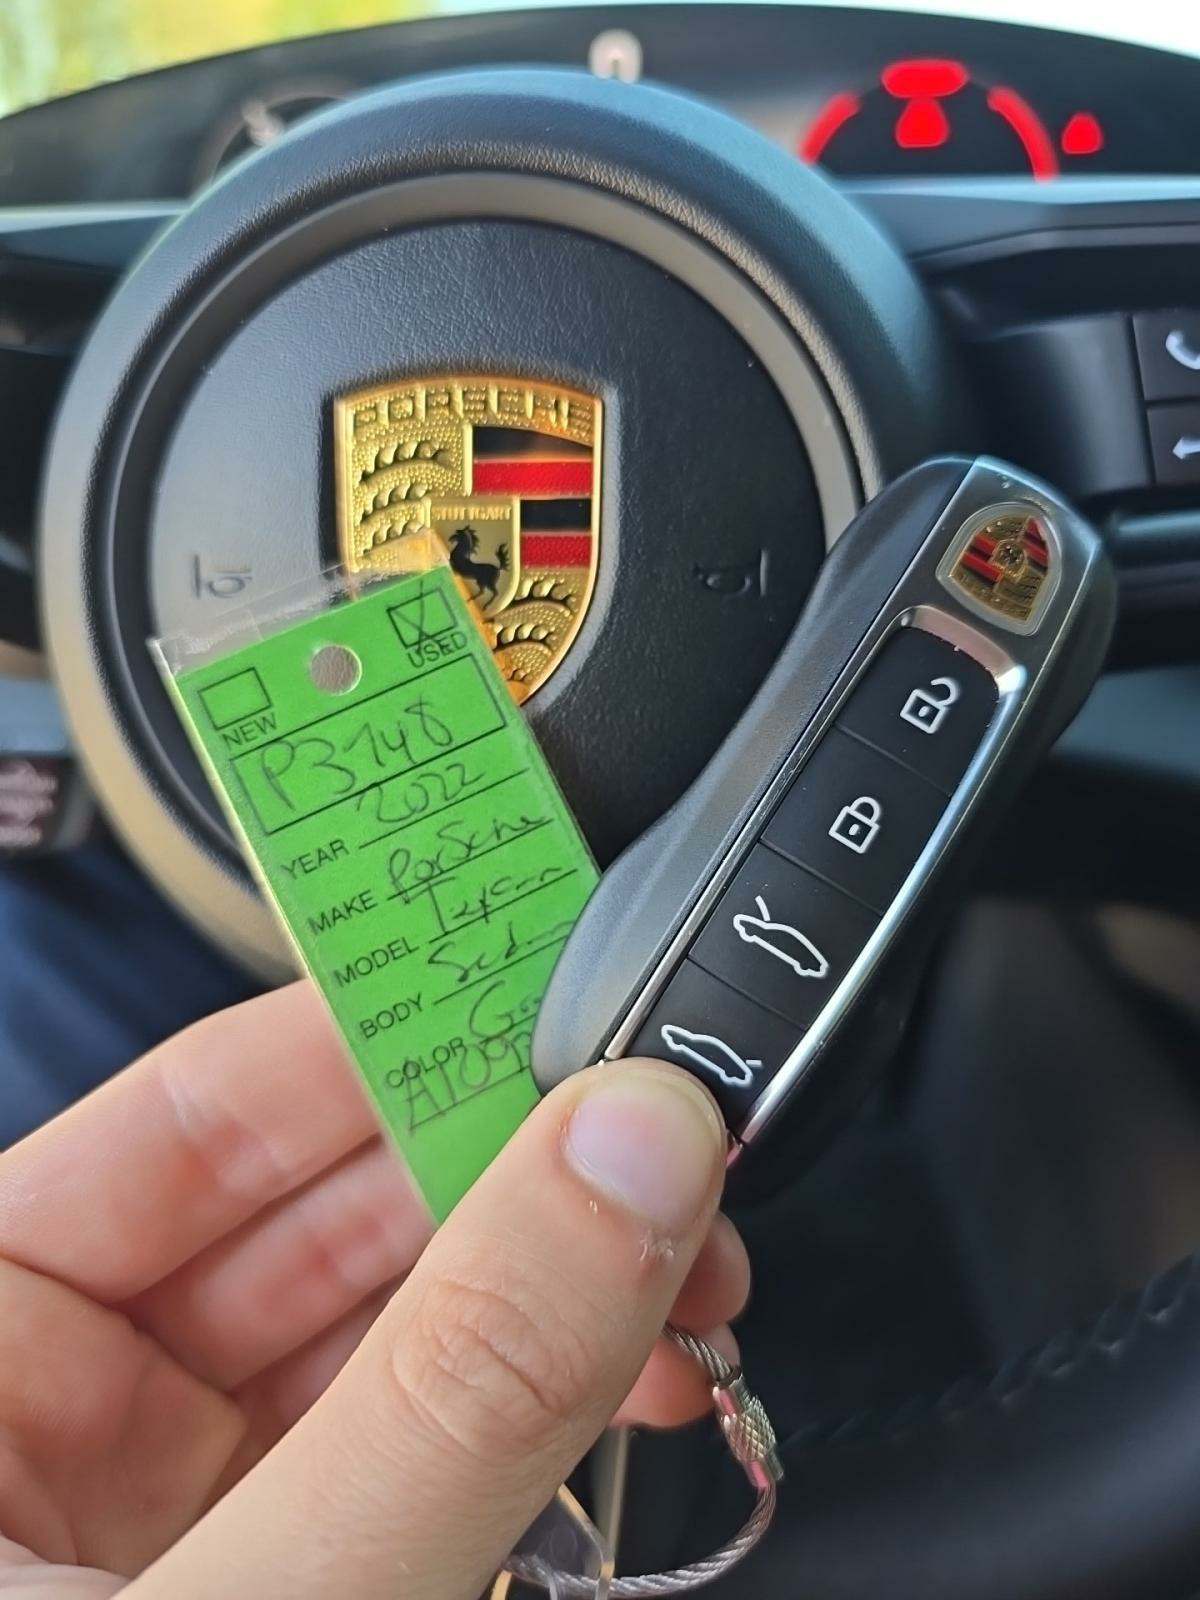 PORSCHE
STUTTGART
USED
NEW
P3748
YEAR 2022
MAKE Porsche
MODEL Taycan
BODY Sedan
COLOR